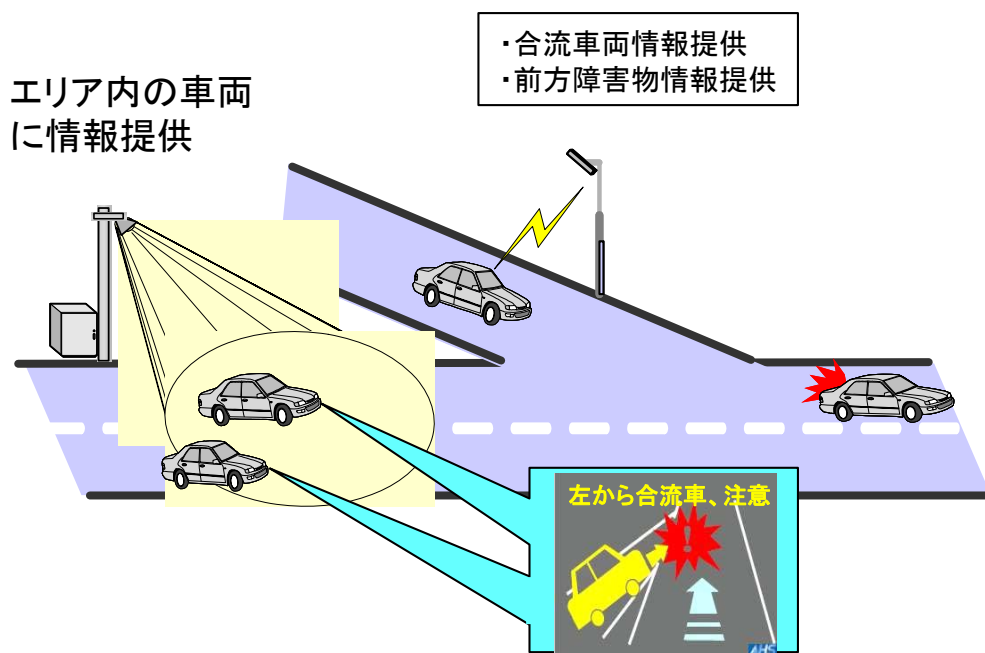 ・合流車両情報提供
・前方障害物情報提供
エリア内の車両
に情報提供
左から合流車、注意
AHS